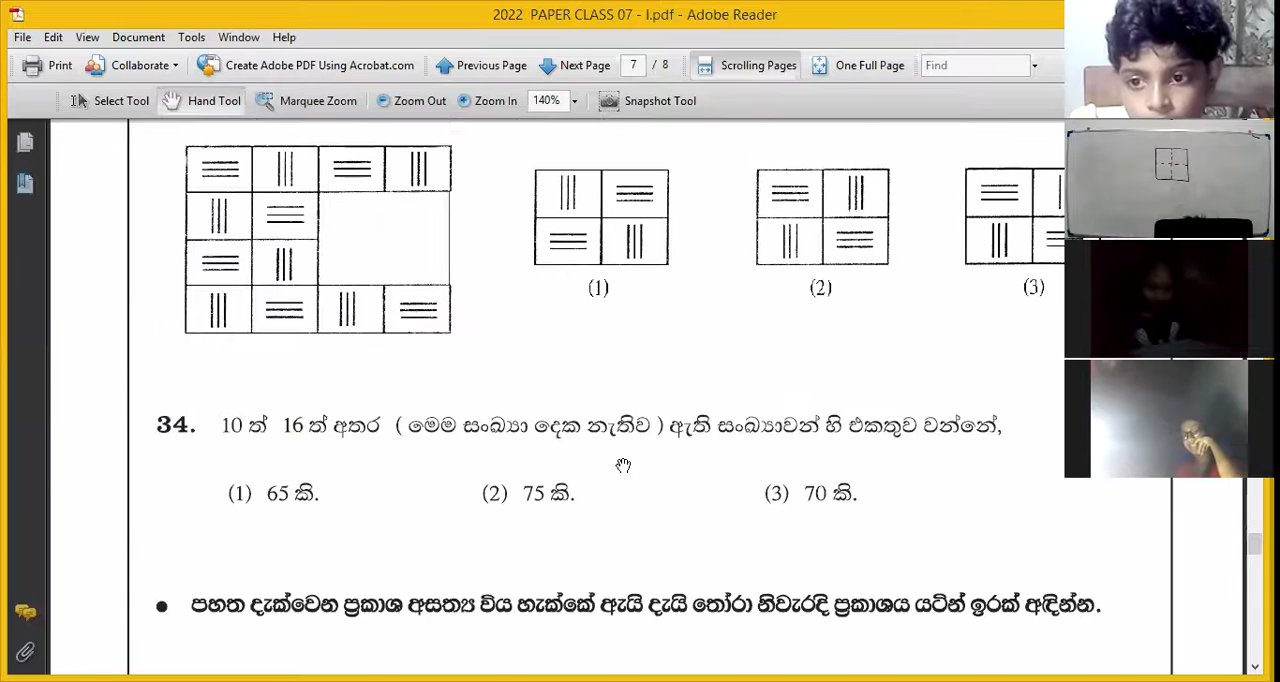 2022 PAPER CLASS 07 - I.pdf - Adobe Reader
File Edit View Document Tools Window Help
Print Collaborate Create Adobe PDF Using Acrobat.com Previous Page Next Page 7 / 8 Scrolling Pages One Full Page Find
Select Tool Hand Tool Marquee Zoom Zoom Out Zoom In 140% Snapshot Tool
(1) (2) (3)
34. 10 ත් 16 ත් අතර ( මෙම සංඛ්‍යා දෙක නැතිව ) ඇති සංඛ්‍යාවන් හි එකතුව වන්නේ,
(1) 65 කි. (2) 75 කි. (3) 70 කි.
● පහත දැක්වෙන ප්‍රකාශ අසත්‍ය විය හැක්කේ ඇයි දැයි තෝරා නිවැරදි ප්‍රකාශය යටින් ඉරක් අඳින්න.